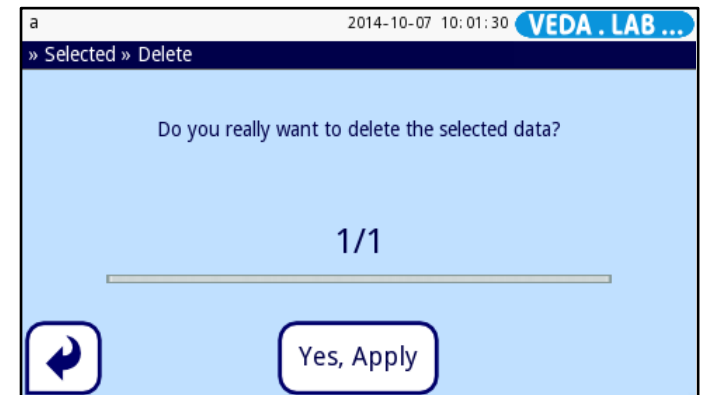 a 2014-10-07 10:01:30 VEDA . LAB ...
» Selected » Delete
Do you really want to delete the selected data?
1/1
Yes, Apply